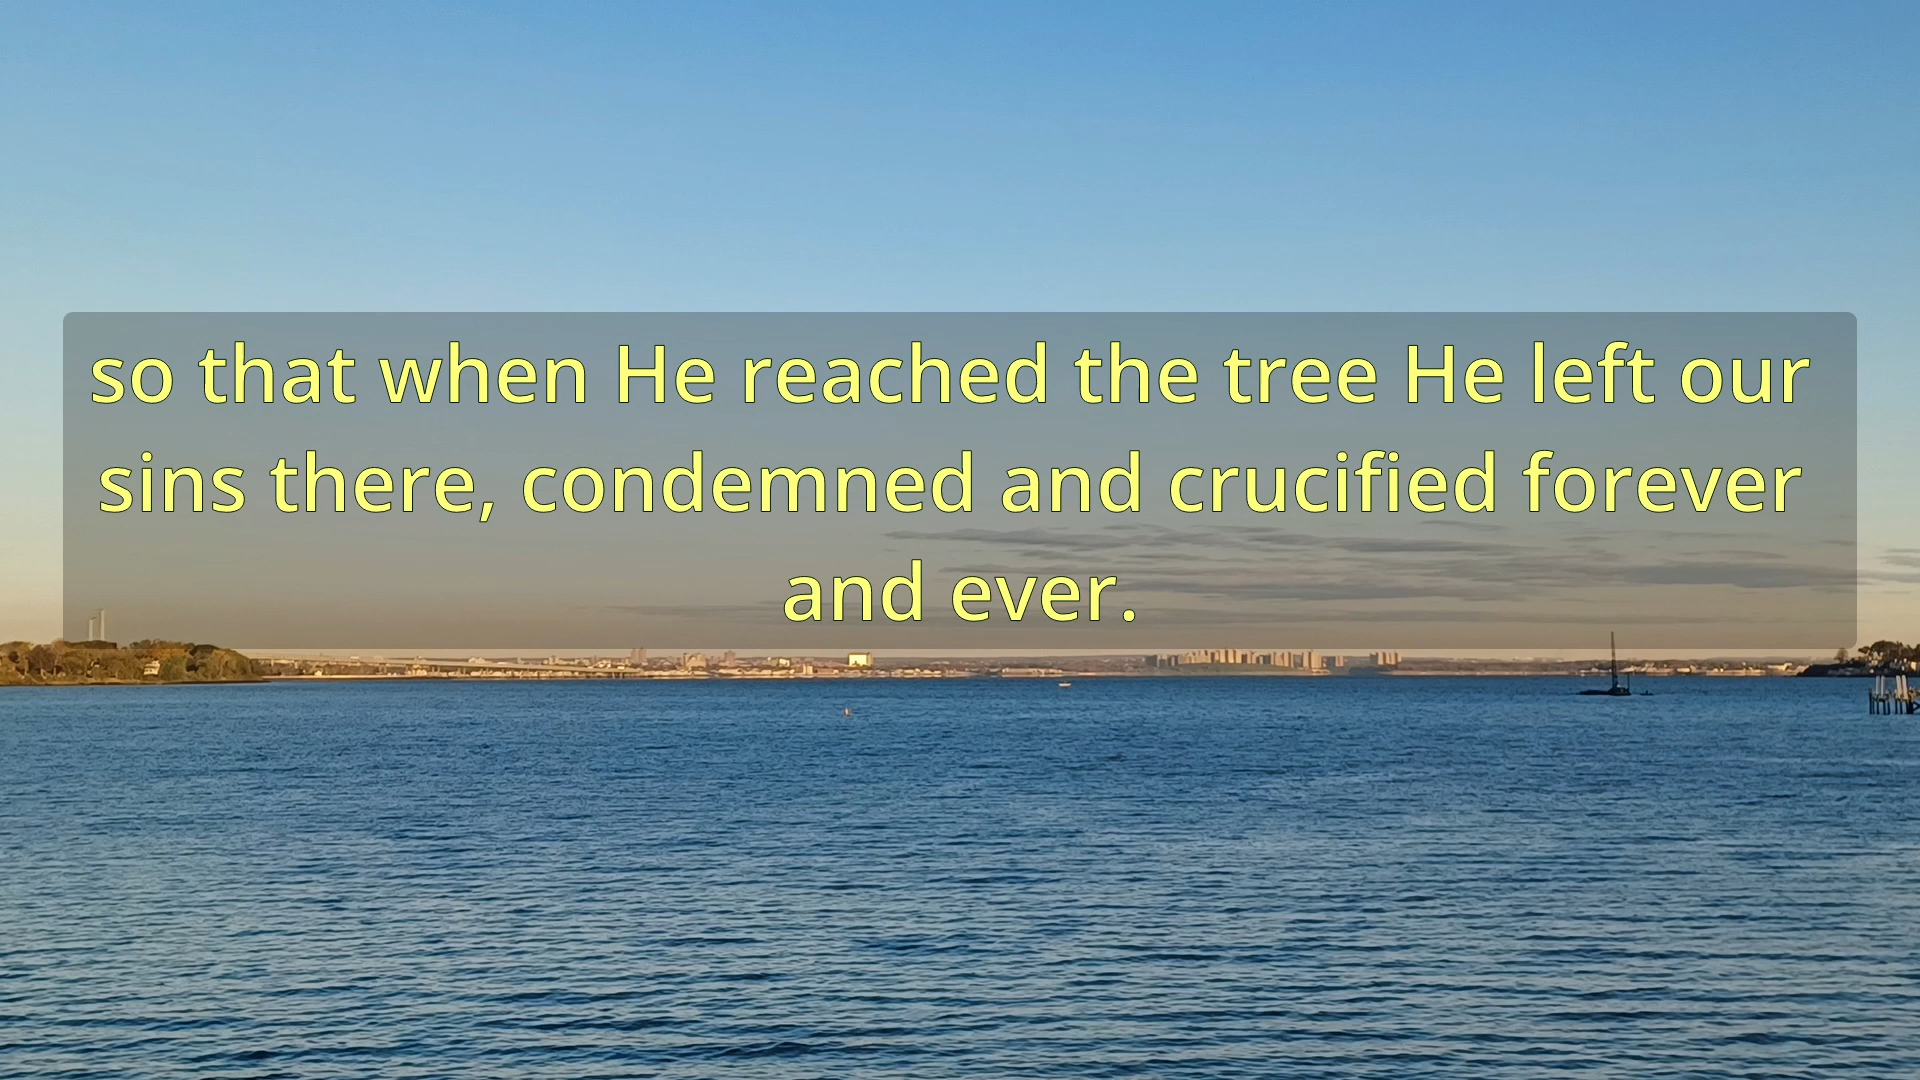 so that when He reached the tree He left our
sins there, condemned and crucified forever
and ever.